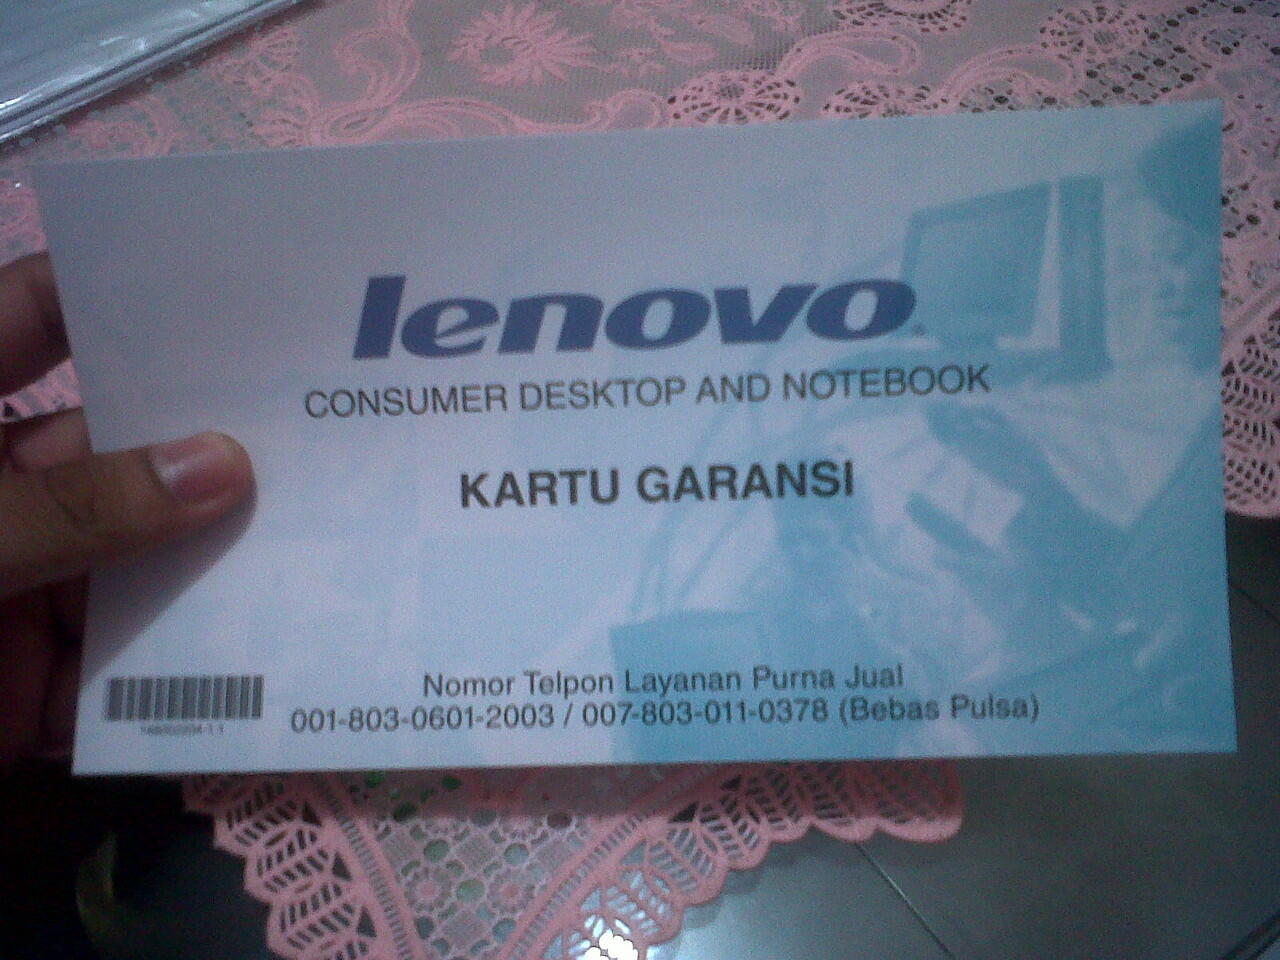 lenovo
CONSUMER DESKTOP AND NOTEBOOK
KARTU GARANSI
Nomor Telpon Layanan Purna Jual
001-803-0601-2003 / 007-803-011-0378 (Bebas Pulsa)